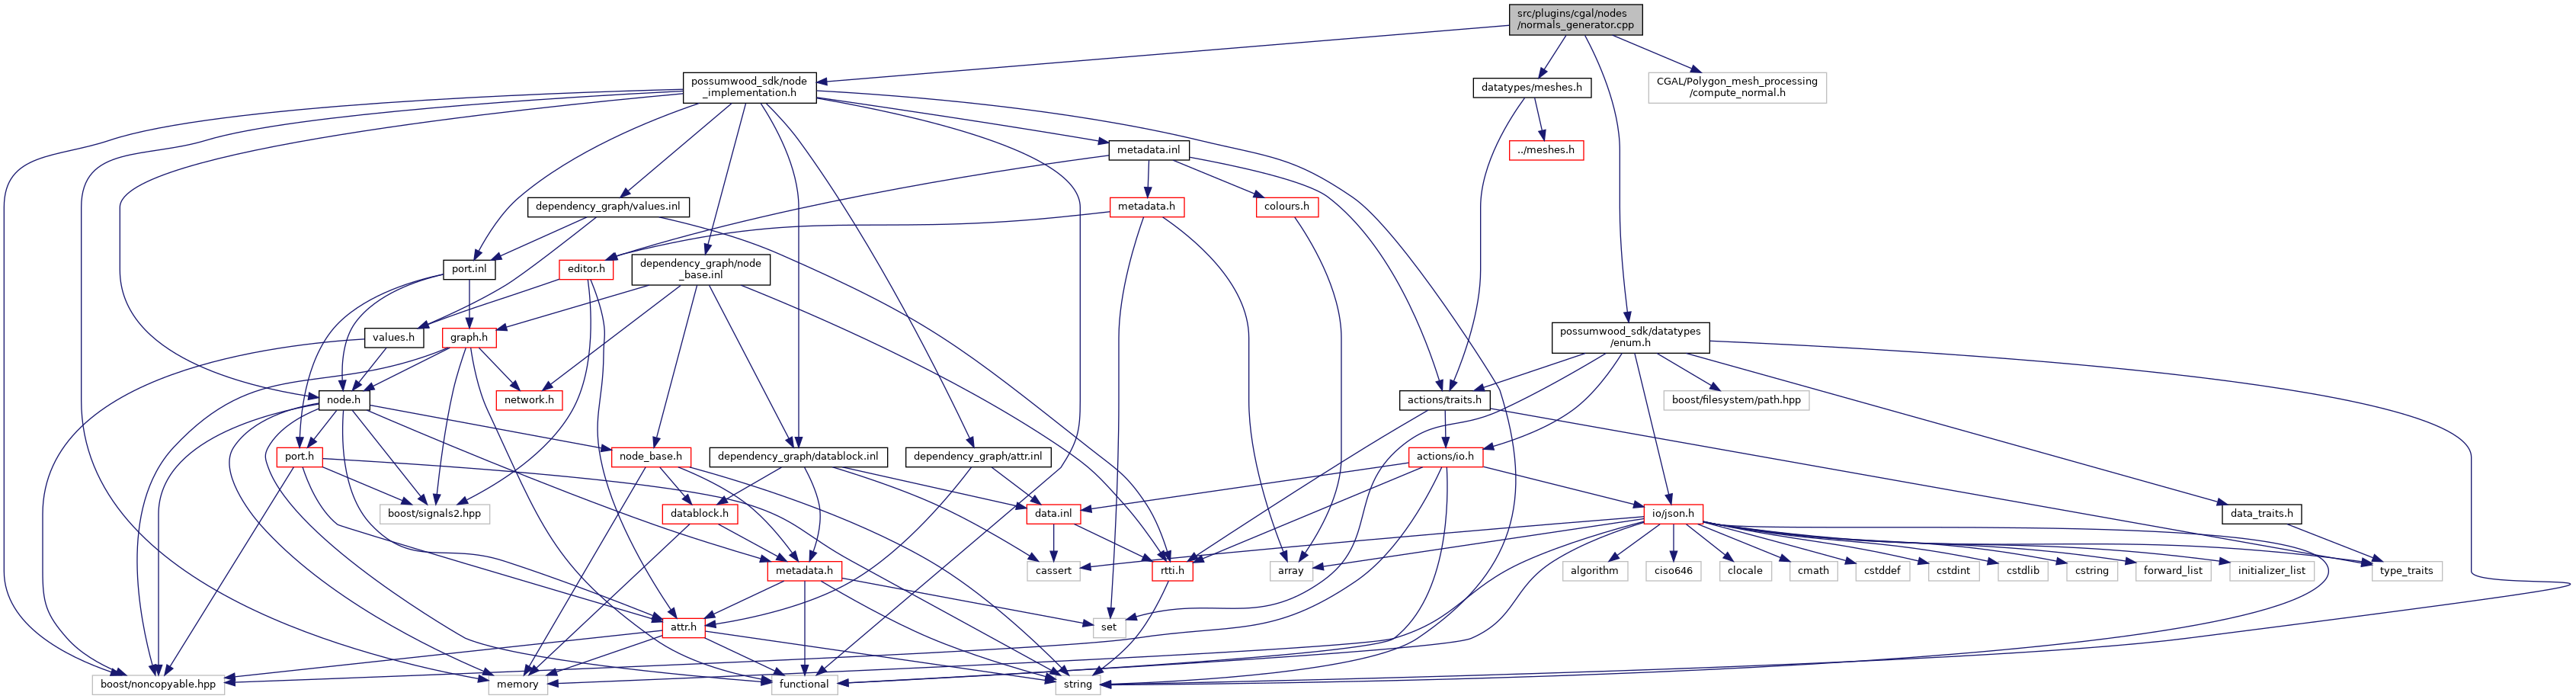 src/plugins/cgal/nodes
/normals_generator.cpp
possumwood_sdk/node
_implementation.h
datatypes/meshes.h
CGAL/Polygon_mesh_processing
/compute_normal.h
metadata.inl
../meshes.h
dependency_graph/values.inl
metadata.h
colours.h
port.inl
editor.h
dependency_graph/node
_base.inl
values.h
graph.h
possumwood_sdk/datatypes
/enum.h
node.h
network.h
actions/traits.h
boost/filesystem/path.hpp
port.h
node_base.h
dependency_graph/datablock.inl
dependency_graph/attr.inl
actions/io.h
boost/signals2.hpp
datablock.h
data.inl
io/json.h
data_traits.h
metadata.h
cassert
rtti.h
array
algorithm
ciso646
clocale
cmath
cstddef
cstdint
cstdlib
cstring
forward_list
initializer_list
type_traits
attr.h
set
boost/noncopyable.hpp
memory
functional
string